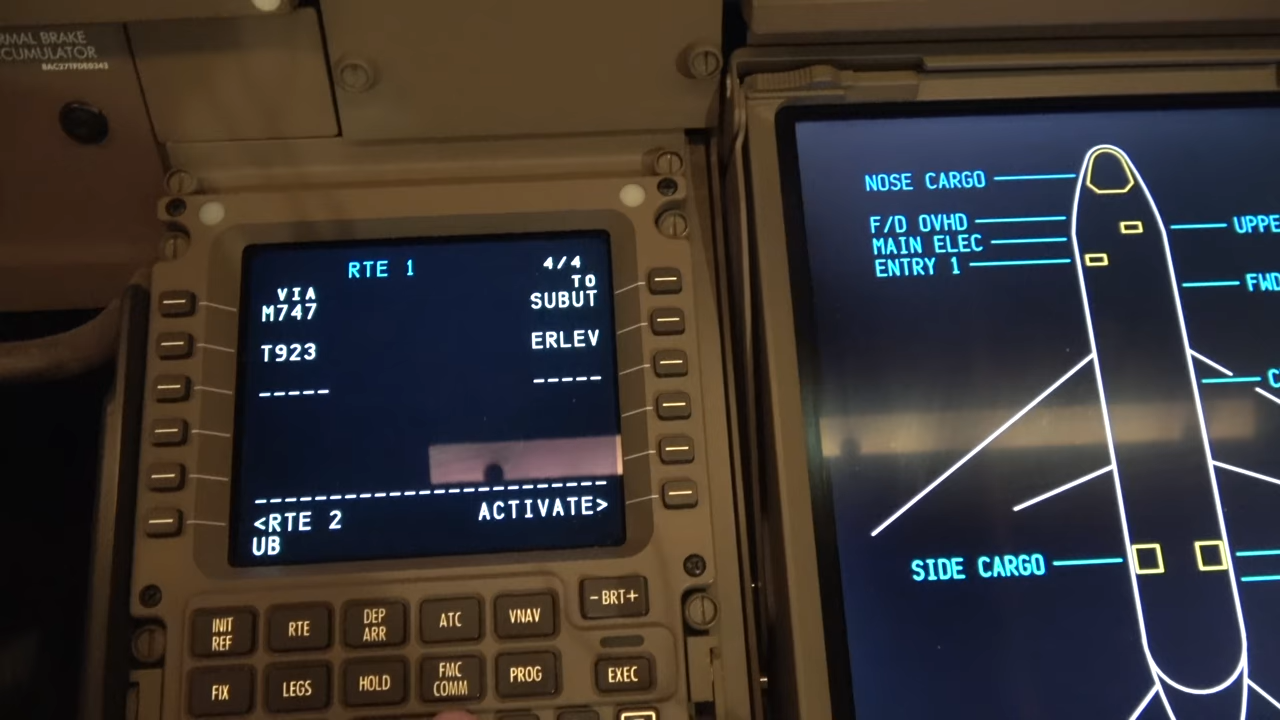 RMAL BRAKE
CUMULATOR
RTE 1
4/4
VIA
TO
M747
SUBUT
T923
ERLEV
-----
-----
<RTE 2
ACTIVATE>
UB
INIT
REF
RTE
DEP
ARR
ATC
VNAV
-BRT+
FIX
LEGS
HOLD
FMC
COMM
PROG
EXEC
NOSE CARGO
F/D OVHD
MAIN ELEC
ENTRY 1
UPPE
FWD
C
SIDE CARGO